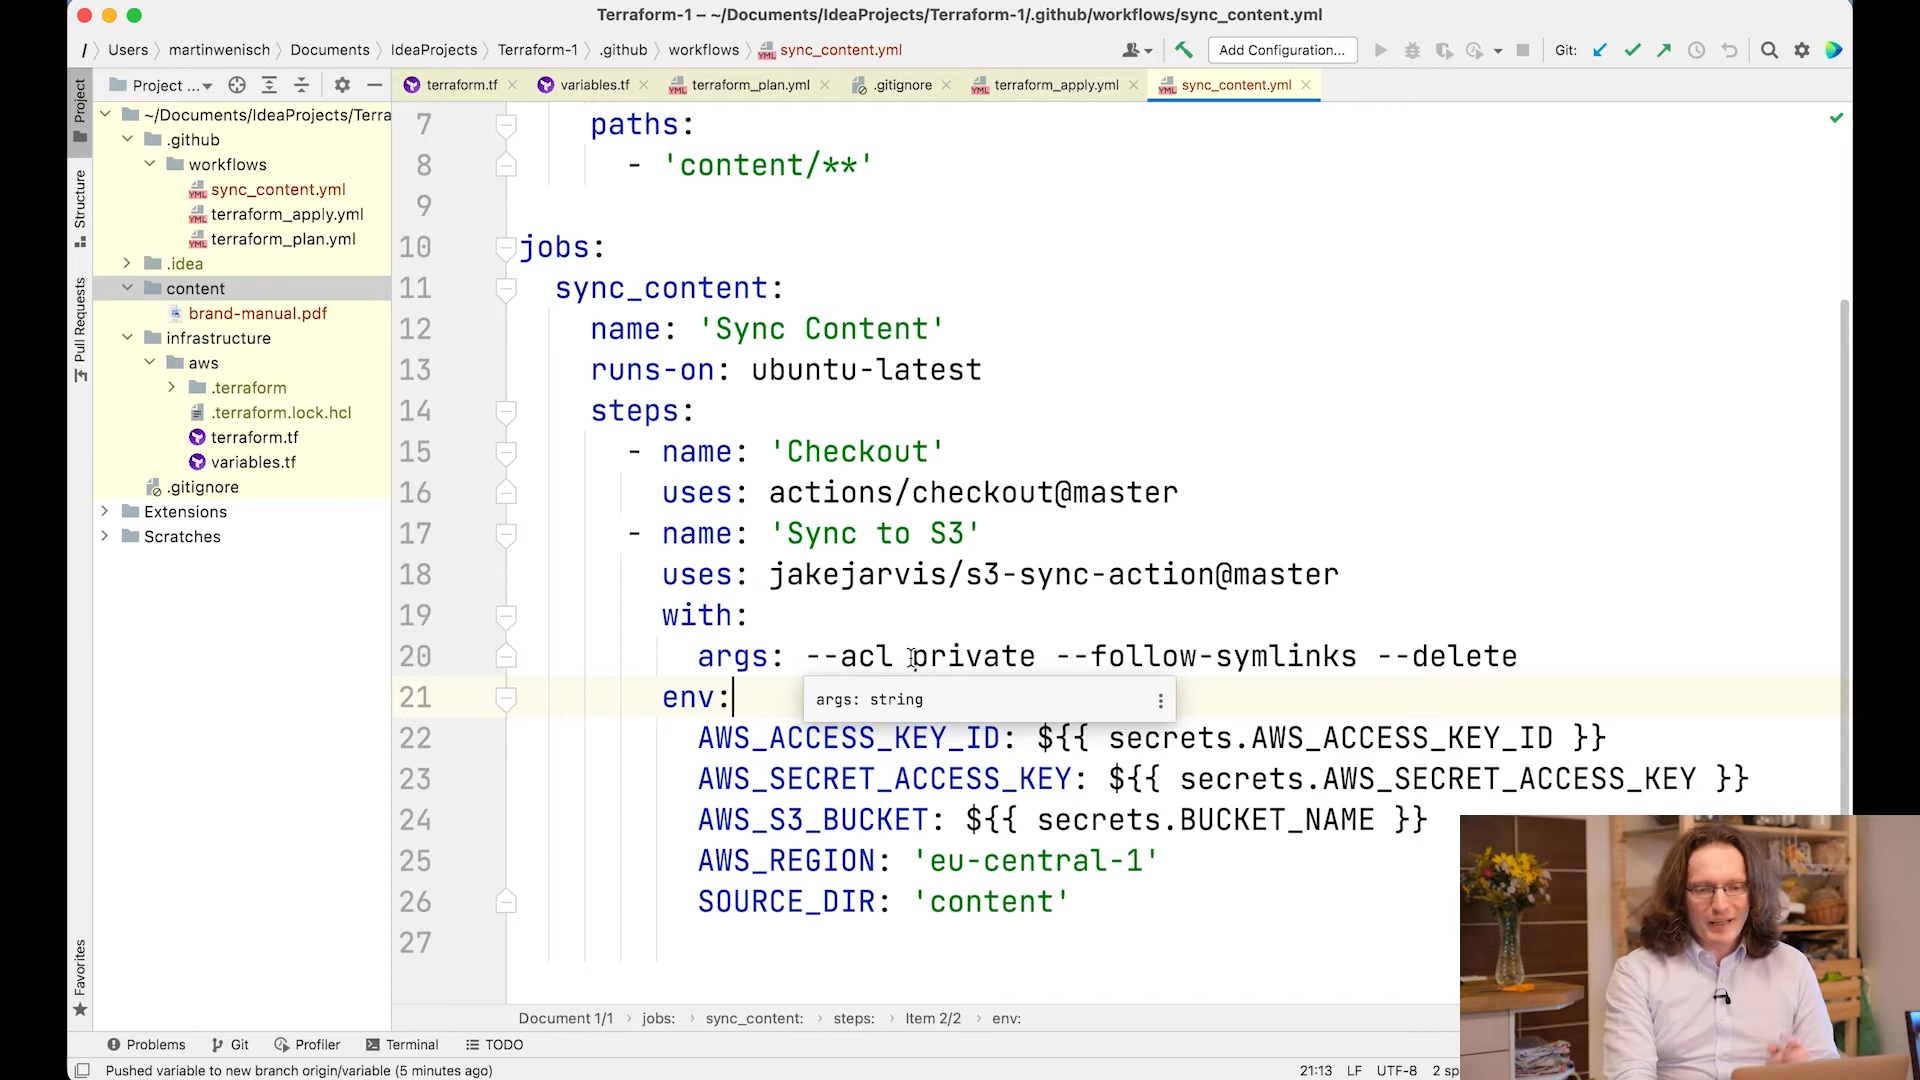 Terraform-1 – ~/Documents/IdeaProjects/Terraform-1/.github/workflows/sync_content.yml
/ Users martinwenisch Documents IdeaProjects Terraform-1 .github workflows sync_content.yml
Add Configuration...
Git:
Project ...
terraform.tf
variables.tf
terraform_plan.yml
.gitignore
terraform_apply.yml
sync_content.yml
Project
Structure
Pull Requests
Favorites
~/Documents/IdeaProjects/Terra
.github
workflows
sync_content.yml
terraform_apply.yml
terraform_plan.yml
.idea
content
brand-manual.pdf
infrastructure
aws
.terraform
.terraform.lock.hcl
terraform.tf
variables.tf
.gitignore
Extensions
Scratches
7 paths:
8 - 'content/**'
9
10 jobs:
11 sync_content:
12 name: 'Sync Content'
13 runs-on: ubuntu-latest
14 steps:
15 - name: 'Checkout'
16 uses: actions/checkout@master
17 - name: 'Sync to S3'
18 uses: jakejarvis/s3-sync-action@master
19 with:
20 args: --acl private --follow-symlinks --delete
21 env:
args: string
22 AWS_ACCESS_KEY_ID: ${{ secrets.AWS_ACCESS_KEY_ID }}
23 AWS_SECRET_ACCESS_KEY: ${{ secrets.AWS_SECRET_ACCESS_KEY }}
24 AWS_S3_BUCKET: ${{ secrets.BUCKET_NAME }}
25 AWS_REGION: 'eu-central-1'
26 SOURCE_DIR: 'content'
27
Document 1/1 jobs: sync_content: steps: Item 2/2 env:
Problems Git Profiler Terminal TODO
Pushed variable to new branch origin/variable (5 minutes ago)
21:13 LF UTF-8 2 sp